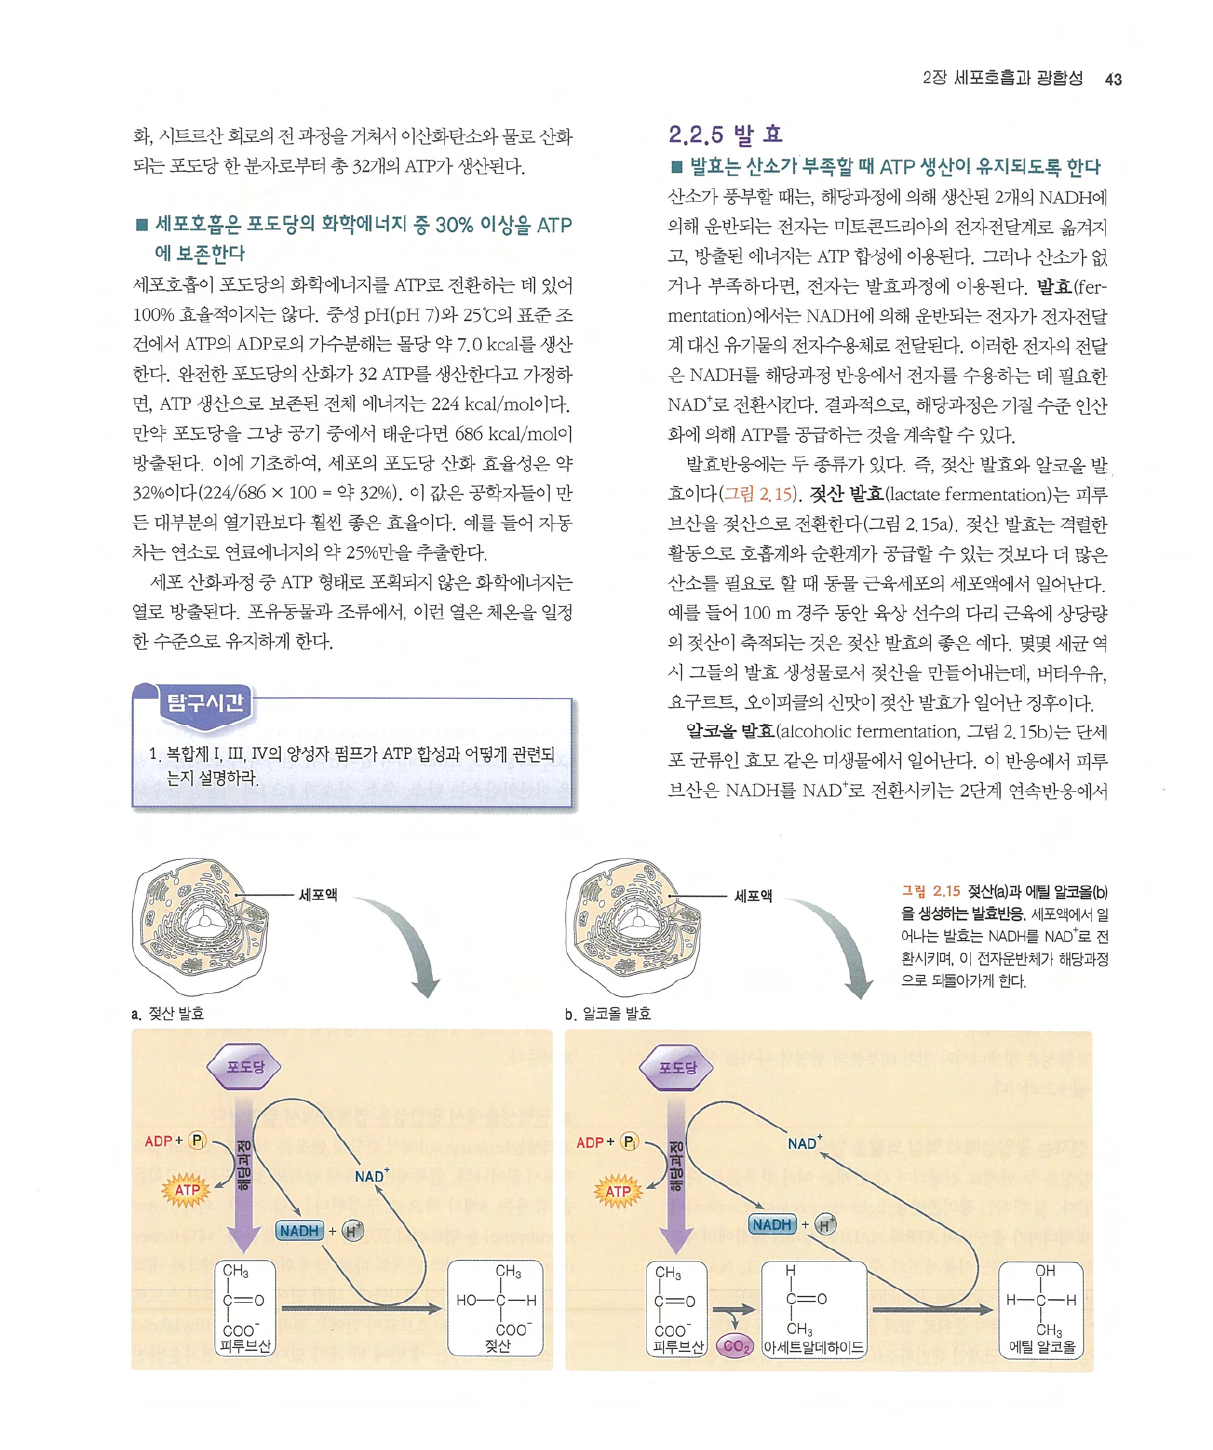 2장 세포호흡과 광합성 43
화, 시트르산 회로의 전 과정을 거쳐서 이산화탄소와 물로 산화
되는 포도당 한 분자로부터 총 32개의 ATP가 생산된다.
■ 세포호흡은 포도당의 화학에너지 중 30% 이상을 ATP
에 보존한다
세포호흡이 포도당의 화학에너지를 ATP로 전환하는 데 있어
100% 효율적이지는 않다. 중성 pH(pH 7)와 25℃의 표준 조
건에서 ATP의 ADP로의 가수분해는 몰당 약 7.0 kcal를 생산
한다. 완전한 포도당의 산화가 32 ATP를 생산한다고 가정하
면, ATP 생산으로 보존된 전체 에너지는 224 kcal/mol이다.
만약 포도당을 그냥 공기 중에서 태운다면 686 kcal/mol이
방출된다. 이에 기초하여, 세포의 포도당 산화 효율성은 약
32%이다(224/686 × 100 = 약 32%). 이 값은 공학자들이 만
든 대부분의 열기관보다 훨씬 좋은 효율이다. 예를 들어 자동
차는 연소로 연료에너지의 약 25%만을 추출한다.
세포 산화과정 중 ATP 형태로 포획되지 않은 화학에너지는
열로 방출된다. 포유동물과 조류에서, 이런 열은 체온을 일정
한 수준으로 유지하게 한다.
탐구시간
1. 복합체 I, III, IV의 양성자 펌프가 ATP 합성과 어떻게 관련되
는지 설명하라.
2.2.5 발 효
■ 발효는 산소가 부족할 때 ATP 생산이 유지되도록 한다
산소가 풍부할 때는, 해당과정에 의해 생산된 2개의 NADH에
의해 운반되는 전자는 미토콘드리아의 전자전달계로 옮겨지
고, 방출된 에너지는 ATP 합성에 이용된다. 그러나 산소가 없
거나 부족하다면, 전자는 발효과정에 이용된다. 발효(fer-
mentation)에서는 NADH에 의해 운반되는 전자가 전자전달
계 대신 유기물의 전자수용체로 전달된다. 이러한 전자의 전달
은 NADH를 해당과정 반응에서 전자를 수용하는 데 필요한
NAD⁺로 전환시킨다. 결과적으로, 해당과정은 기질 수준 인산
화에 의해 ATP를 공급하는 것을 계속할 수 있다.
발효반응에는 두 종류가 있다. 즉, 젖산 발효와 알코올 발
효이다(그림 2.15). 젖산 발효(lactate fermentation)는 피루
브산을 젖산으로 전환한다(그림 2.15a). 젖산 발효는 격렬한
활동으로 호흡계와 순환계가 공급할 수 있는 것보다 더 많은
산소를 필요로 할 때 동물 근육세포의 세포액에서 일어난다.
예를 들어 100 m 경주 동안 육상 선수의 다리 근육에 상당량
의 젖산이 축적되는 것은 젖산 발효의 좋은 예다. 몇몇 세균 역
시 그들의 발효 생성물로서 젖산을 만들어내는데, 버터우유,
요구르트, 오이피클의 신맛이 젖산 발효가 일어난 징후이다.
알코올 발효(alcoholic fermentation, 그림 2.15b)는 단세
포 균류인 효모 같은 미생물에서 일어난다. 이 반응에서 피루
브산은 NADH를 NAD⁺로 전환시키는 2단계 연속반응에서
세포액
세포액
그림 2.15 젖산(a)과 에틸 알코올(b)
을 생성하는 발효반응. 세포액에서 일
어나는 발효는 NADH를 NAD⁺로 전
환시키며, 이 전자운반체가 해당과정
으로 되돌아가게 한다.
a. 젖산 발효
포도당
ADP + Pi
해당과정
ATP
NAD⁺
NADH + H⁺
CH₃
C=O
COO⁻
피루브산
CH₃
HO—C—H
COO⁻
젖산
b. 알코올 발효
포도당
ADP + Pi
해당과정
ATP
NAD⁺
NADH + H⁺
CH₃
C=O
COO⁻
피루브산
CO₂
H
C=O
CH₃
아세트알데하이드
OH
H—C—H
CH₃
에틸 알코올